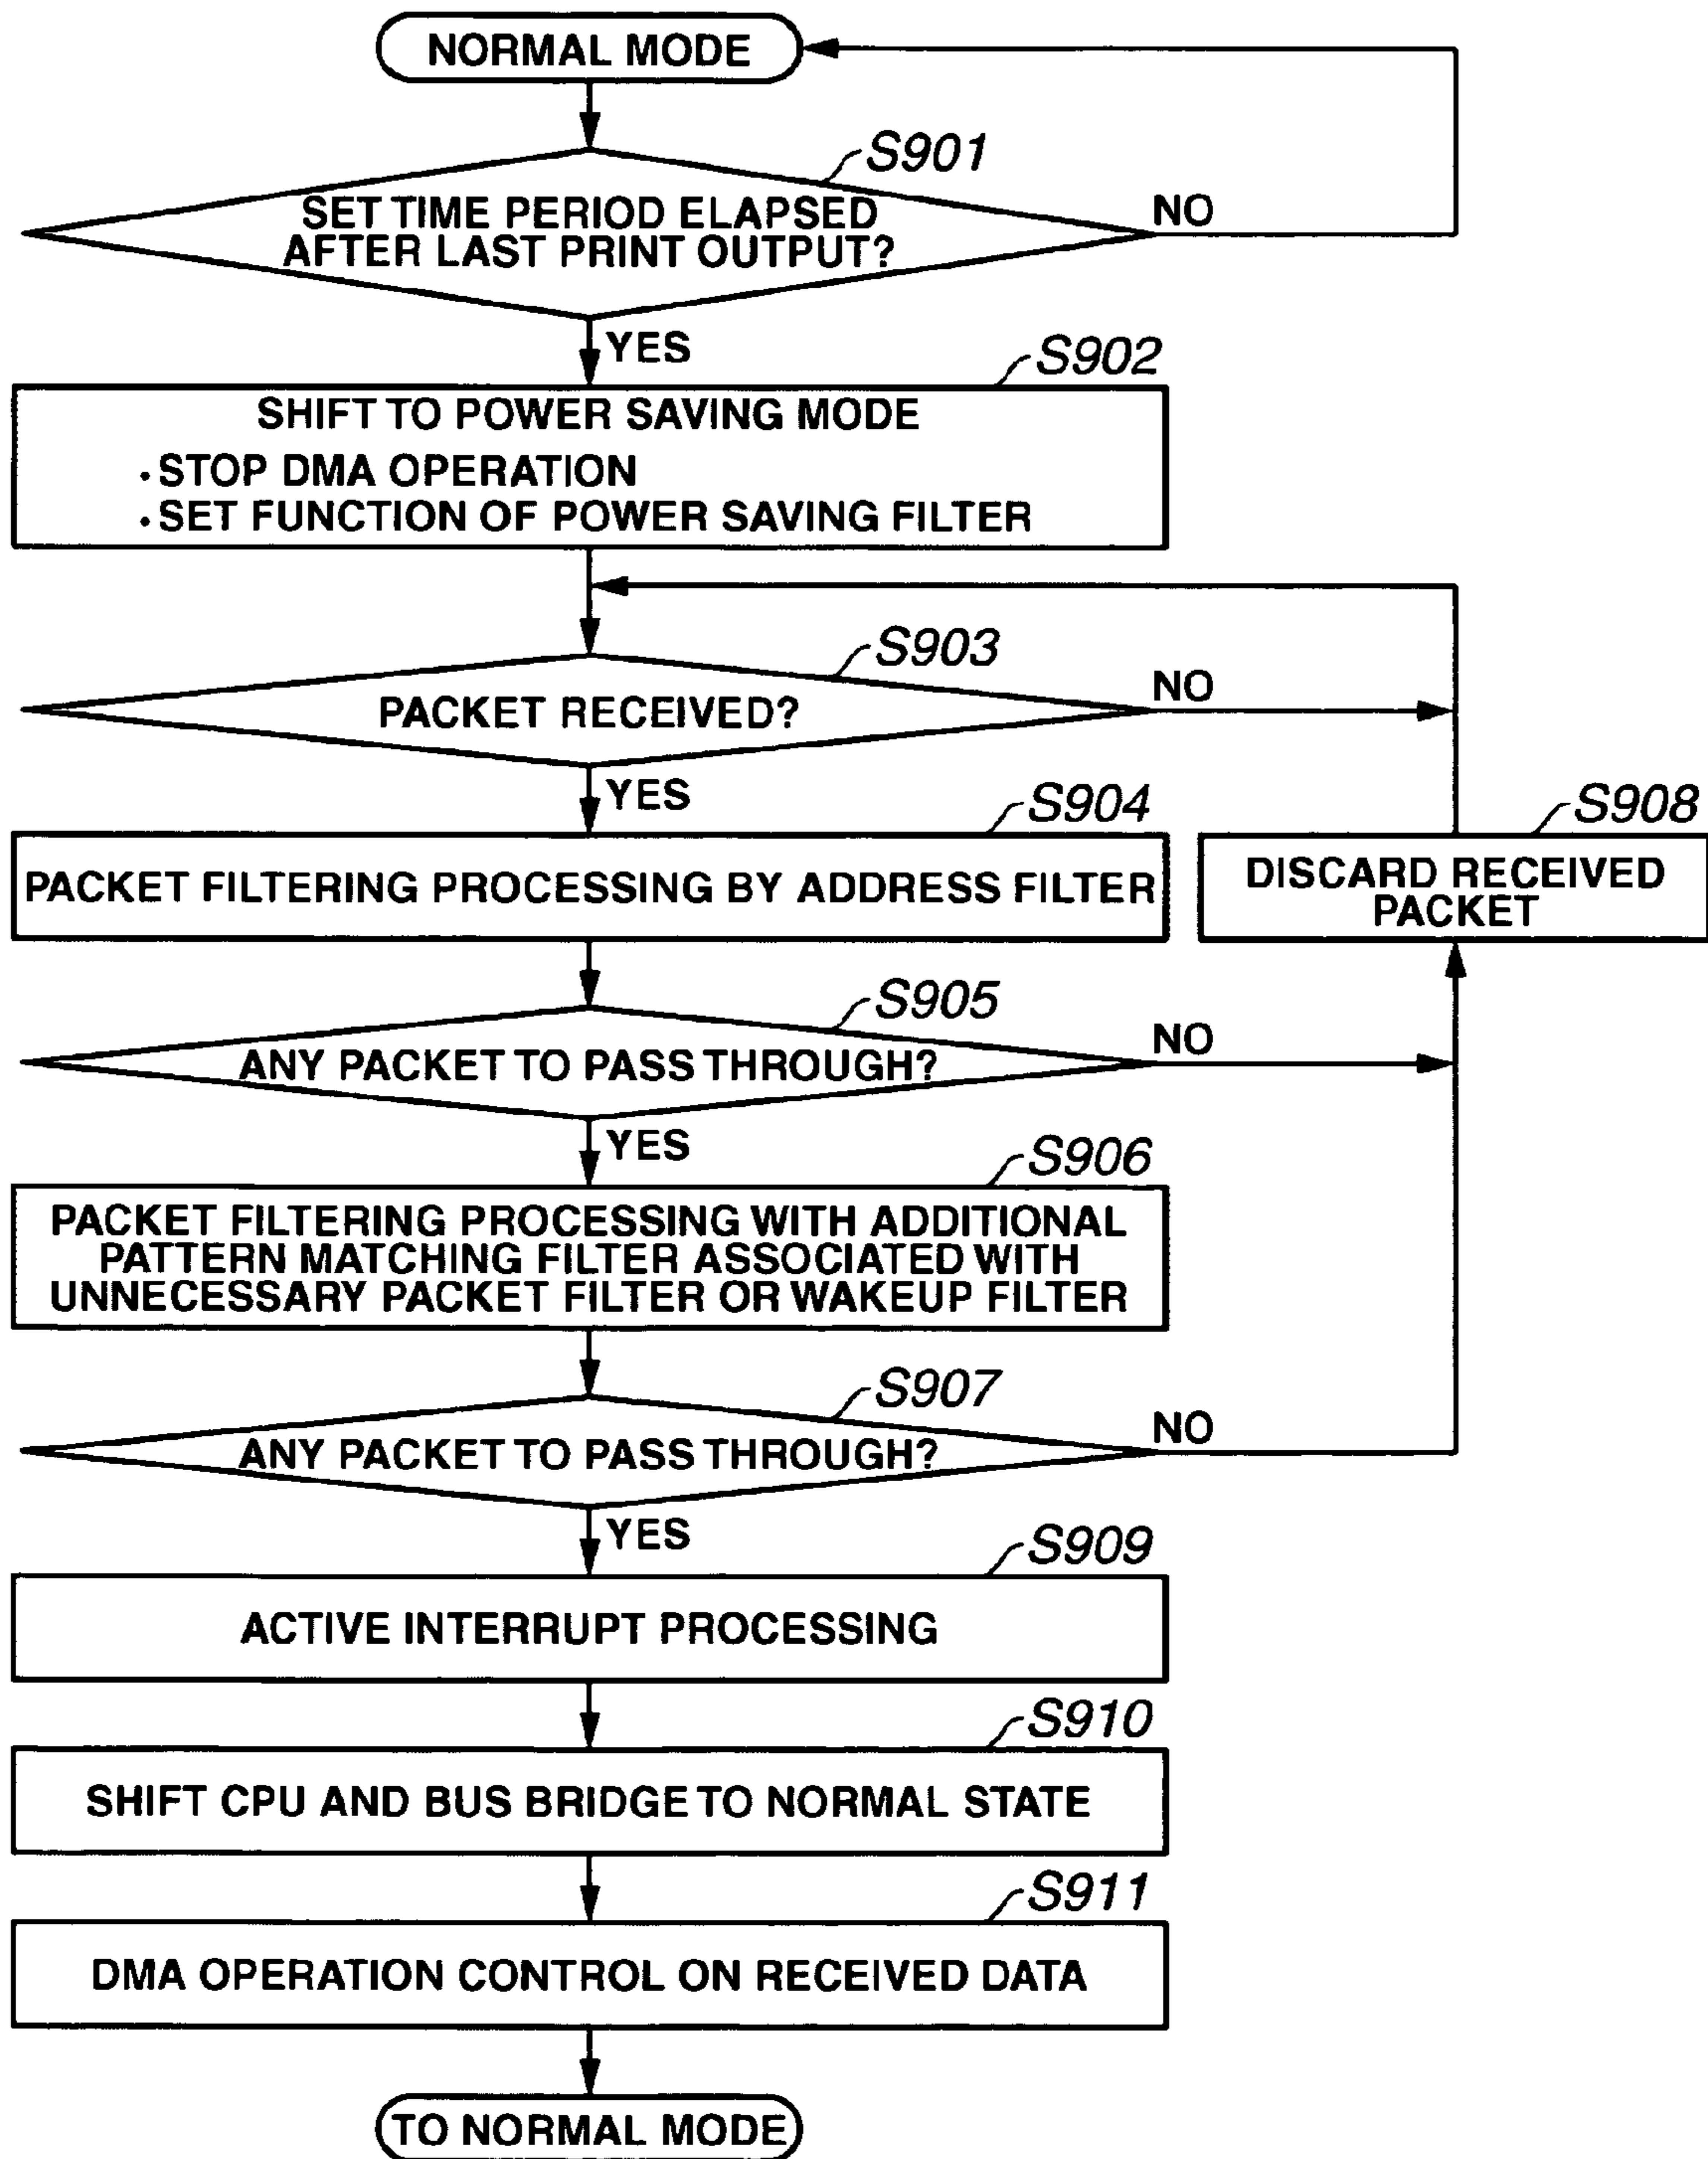 NORMAL MODE
S901
SET TIME PERIOD ELAPSED
AFTER LAST PRINT OUTPUT?
NO
YES
S902
SHIFT TO POWER SAVING MODE
·STOP DMA OPERATION
·SET FUNCTION OF POWER SAVING FILTER
S903
PACKET RECEIVED?
NO
YES
S904
PACKET FILTERING PROCESSING BY ADDRESS FILTER
S908
DISCARD RECEIVED
PACKET
S905
ANY PACKET TO PASS THROUGH?
NO
YES
S906
PACKET FILTERING PROCESSING WITH ADDITIONAL
PATTERN MATCHING FILTER ASSOCIATED WITH
UNNECESSARY PACKET FILTER OR WAKEUP FILTER
S907
ANY PACKET TO PASS THROUGH?
NO
YES
S909
ACTIVE INTERRUPT PROCESSING
S910
SHIFT CPU AND BUS BRIDGE TO NORMAL STATE
S911
DMA OPERATION CONTROL ON RECEIVED DATA
TO NORMAL MODE